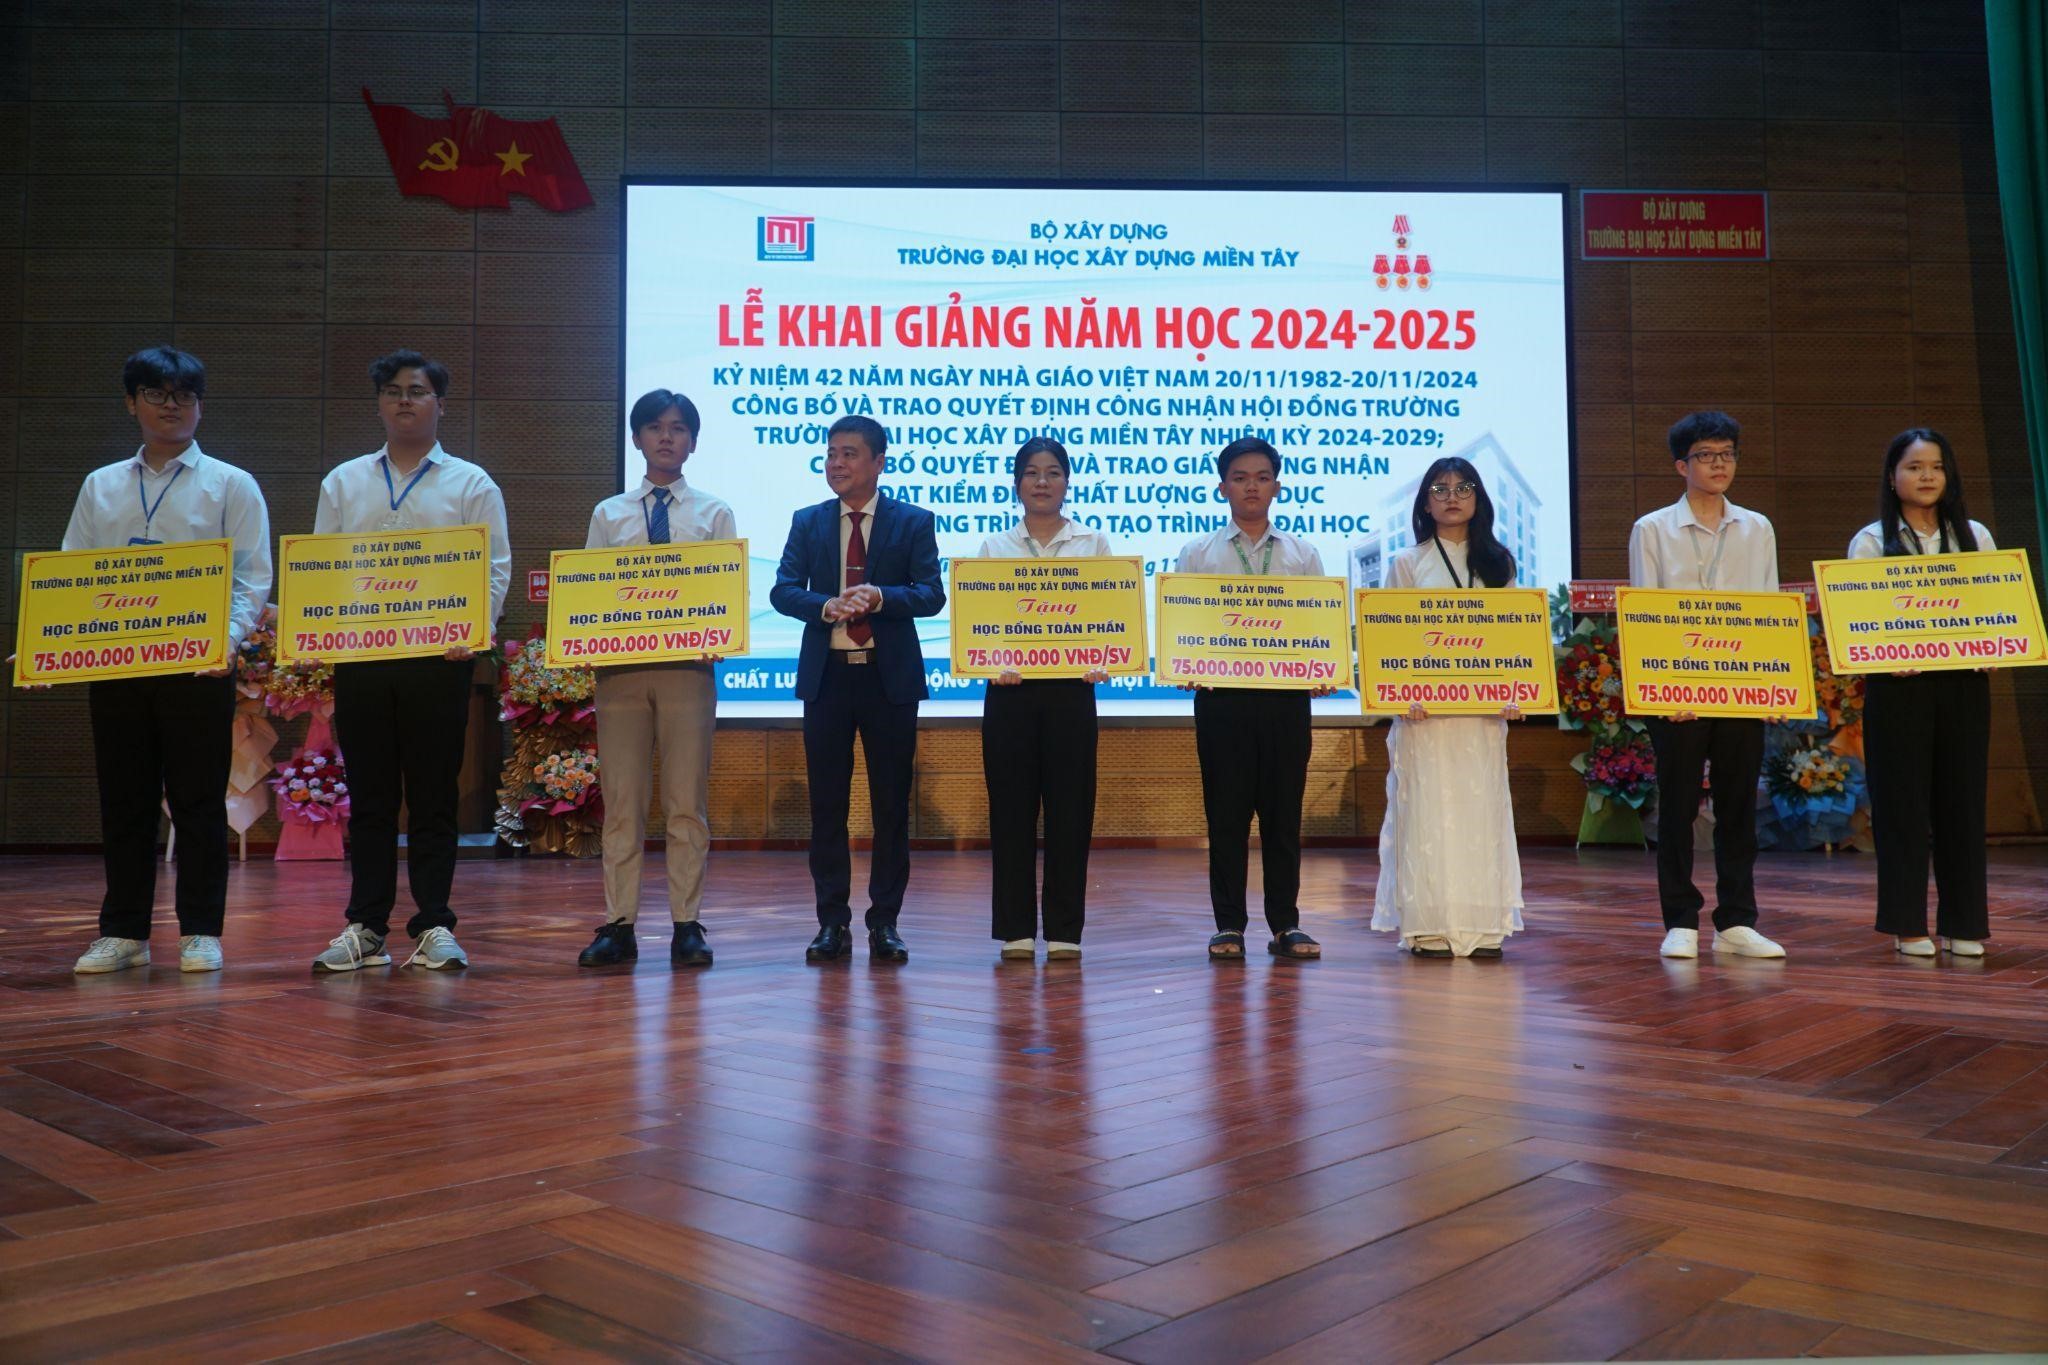 BỘ XÂY DỰNG
TRƯỜNG ĐẠI HỌC XÂY DỰNG MIỀN TÂY
LỄ KHAI GIẢNG NĂM HỌC 2024-2025
KỶ NIỆM 42 NĂM NGÀY NHÀ GIÁO VIỆT NAM 20/11/1982-20/11/2024
CÔNG BỐ VÀ TRAO QUYẾT ĐỊNH CÔNG NHẬN HỘI ĐỒNG TRƯỜNG
HỌC XÂY DỰNG MIỀN TÂY NHIỆM KỲ 2024-2029;
BỐ QUYẾT VÀ TRAO GIẤY NHẬN
ĐẠT KIỂM CHẤT LƯỢNG DỤC
TẠO TRÌNH ĐẠI HỌC
CHẤT
BỘ XÂY DỰNG
TRƯỜNG ĐẠI HỌC XÂY DỰNG MIỀN TÂY
BỘ XÂY DỰNG
TRƯỜNG ĐẠI HỌC XÂY DỰNG MIỀN TÂY
Tặng
HỌC BỔNG TOÀN PHẦN
75.000.000 VNĐ/SV
BỘ XÂY DỰNG
TRƯỜNG ĐẠI HỌC XÂY DỰNG MIỀN TÂY
Tặng
HỌC BỔNG TOÀN PHẦN
75.000.000 VNĐ/SV
BỘ XÂY DỰNG
TRƯỜNG ĐẠI HỌC XÂY DỰNG MIỀN TÂY
Tặng
HỌC BỔNG TOÀN PHẦN
75.000.000 VNĐ/SV
BỘ XÂY DỰNG
TRƯỜNG ĐẠI HỌC XÂY DỰNG MIỀN TÂY
Tặng
HỌC BỔNG TOÀN PHẦN
75.000.000 VNĐ/SV
BỘ XÂY DỰNG
TRƯỜNG ĐẠI HỌC XÂY DỰNG MIỀN TÂY
Tặng
HỌC BỔNG TOÀN PHẦN
75.000.000 VNĐ/SV
BỘ XÂY DỰNG
TRƯỜNG ĐẠI HỌC XÂY DỰNG MIỀN TÂY
Tặng
HỌC BỔNG TOÀN PHẦN
75.000.000 VNĐ/SV
BỘ XÂY DỰNG
TRƯỜNG ĐẠI HỌC XÂY DỰNG MIỀN TÂY
Tặng
HỌC BỔNG TOÀN PHẦN
75.000.000 VNĐ/SV
BỘ XÂY DỰNG
TRƯỜNG ĐẠI HỌC XÂY DỰNG MIỀN TÂY
Tặng
HỌC BỔNG TOÀN PHẦN
55.000.000 VNĐ/SV